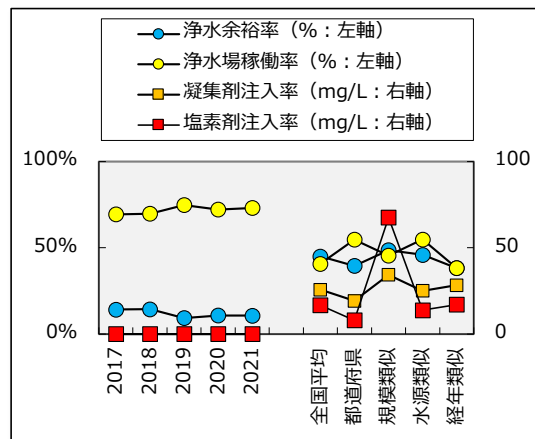 浄水余裕率（%：左軸）
浄水場稼働率（%：左軸）
凝集剤注入率（mg/L：右軸）
塩素剤注入率（mg/L：右軸）
100%
100
50%
50
0%
0
2017
2018
2019
2020
2021
全国平均
都道府県
規模類似
水源類似
経年類似